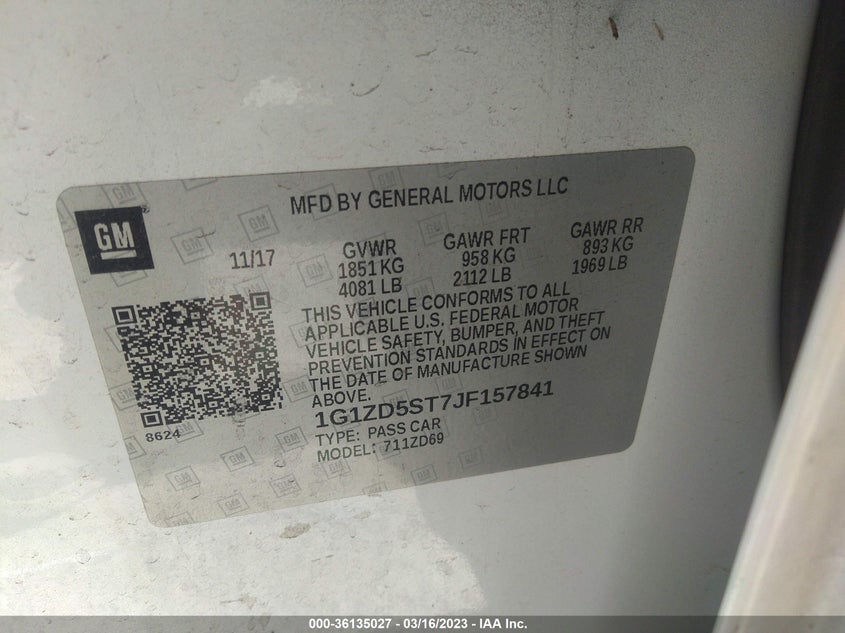 MFD BY GENERAL MOTORS LLC
GM
11/17
GVWR
1851 KG
4081 LB
GAWR FRT
958 KG
2112 LB
GAWR RR
893 KG
1969 LB
THIS VEHICLE CONFORMS TO ALL
APPLICABLE U.S. FEDERAL MOTOR
VEHICLE SAFETY, BUMPER, AND THEFT
PREVENTION STANDARDS IN EFFECT ON
THE DATE OF MANUFACTURE SHOWN
ABOVE.
8624
1G1ZD5ST7JF157841
TYPE: PASS CAR
MODEL: 711ZD69
000-36135027 - 03/16/2023 - IAA Inc.